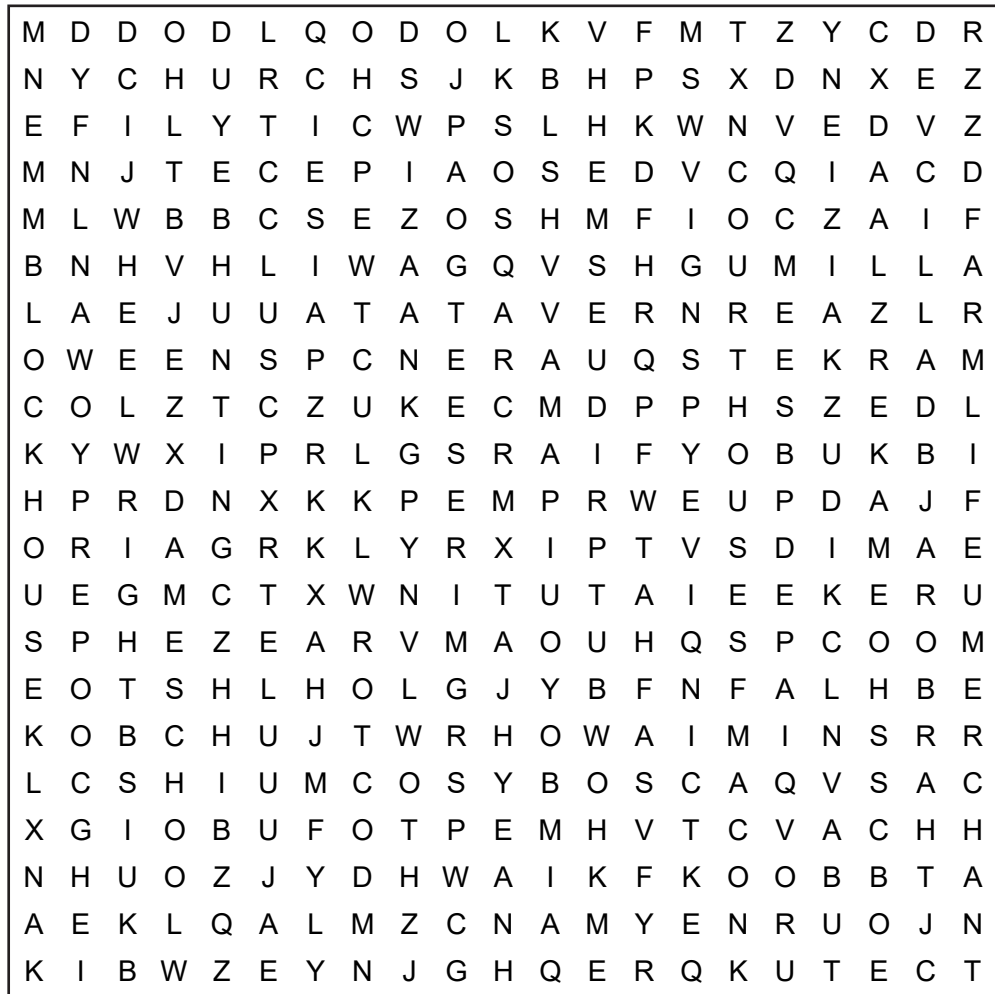 M D D O D L Q O D O L K V F M T Z Y C D R
N Y C H U R C H S J K B H P S X D N X E Z
E F I L Y T I C W P S L H K W N V E D V Z
M N J T E C E P I A O S E D V C Q I A C D
M L W B B C S E Z O S H M F I O C Z A I F
B N H V H L I W A G Q V S H G U M I L L A
L A E J U U A T A T A V E R N R E A Z L R
O W E E N S P C N E R A U Q S T E K R A M
C O L Z T C Z U K E C M D P P H S Z E D L
K Y W X I P R L G S R A I F Y O B U K B I
H P R D N X K K P E M P R W E U P D A J F
O R I A G R K L Y R X I P T V S D I M A E
U E G M C T X W N I T U T A I E E K E R U
S P H E Z E A R V M A O U H Q S P C O O M
E O T S H L H O L G J Y B F N F A L H B E
K O B C H U J T W R H O W A I M I N S R R
L C S H I U M C O S Y B O S C A Q V S A C
X G I O B U F O T P E M H V T C V A C H H
N H U O Z J Y D H W A I K F K O O B B T A
A E K L Q A L M Z C N A M Y E N R U O J N
K I B W Z E Y N J G H Q E R Q K U T E C T